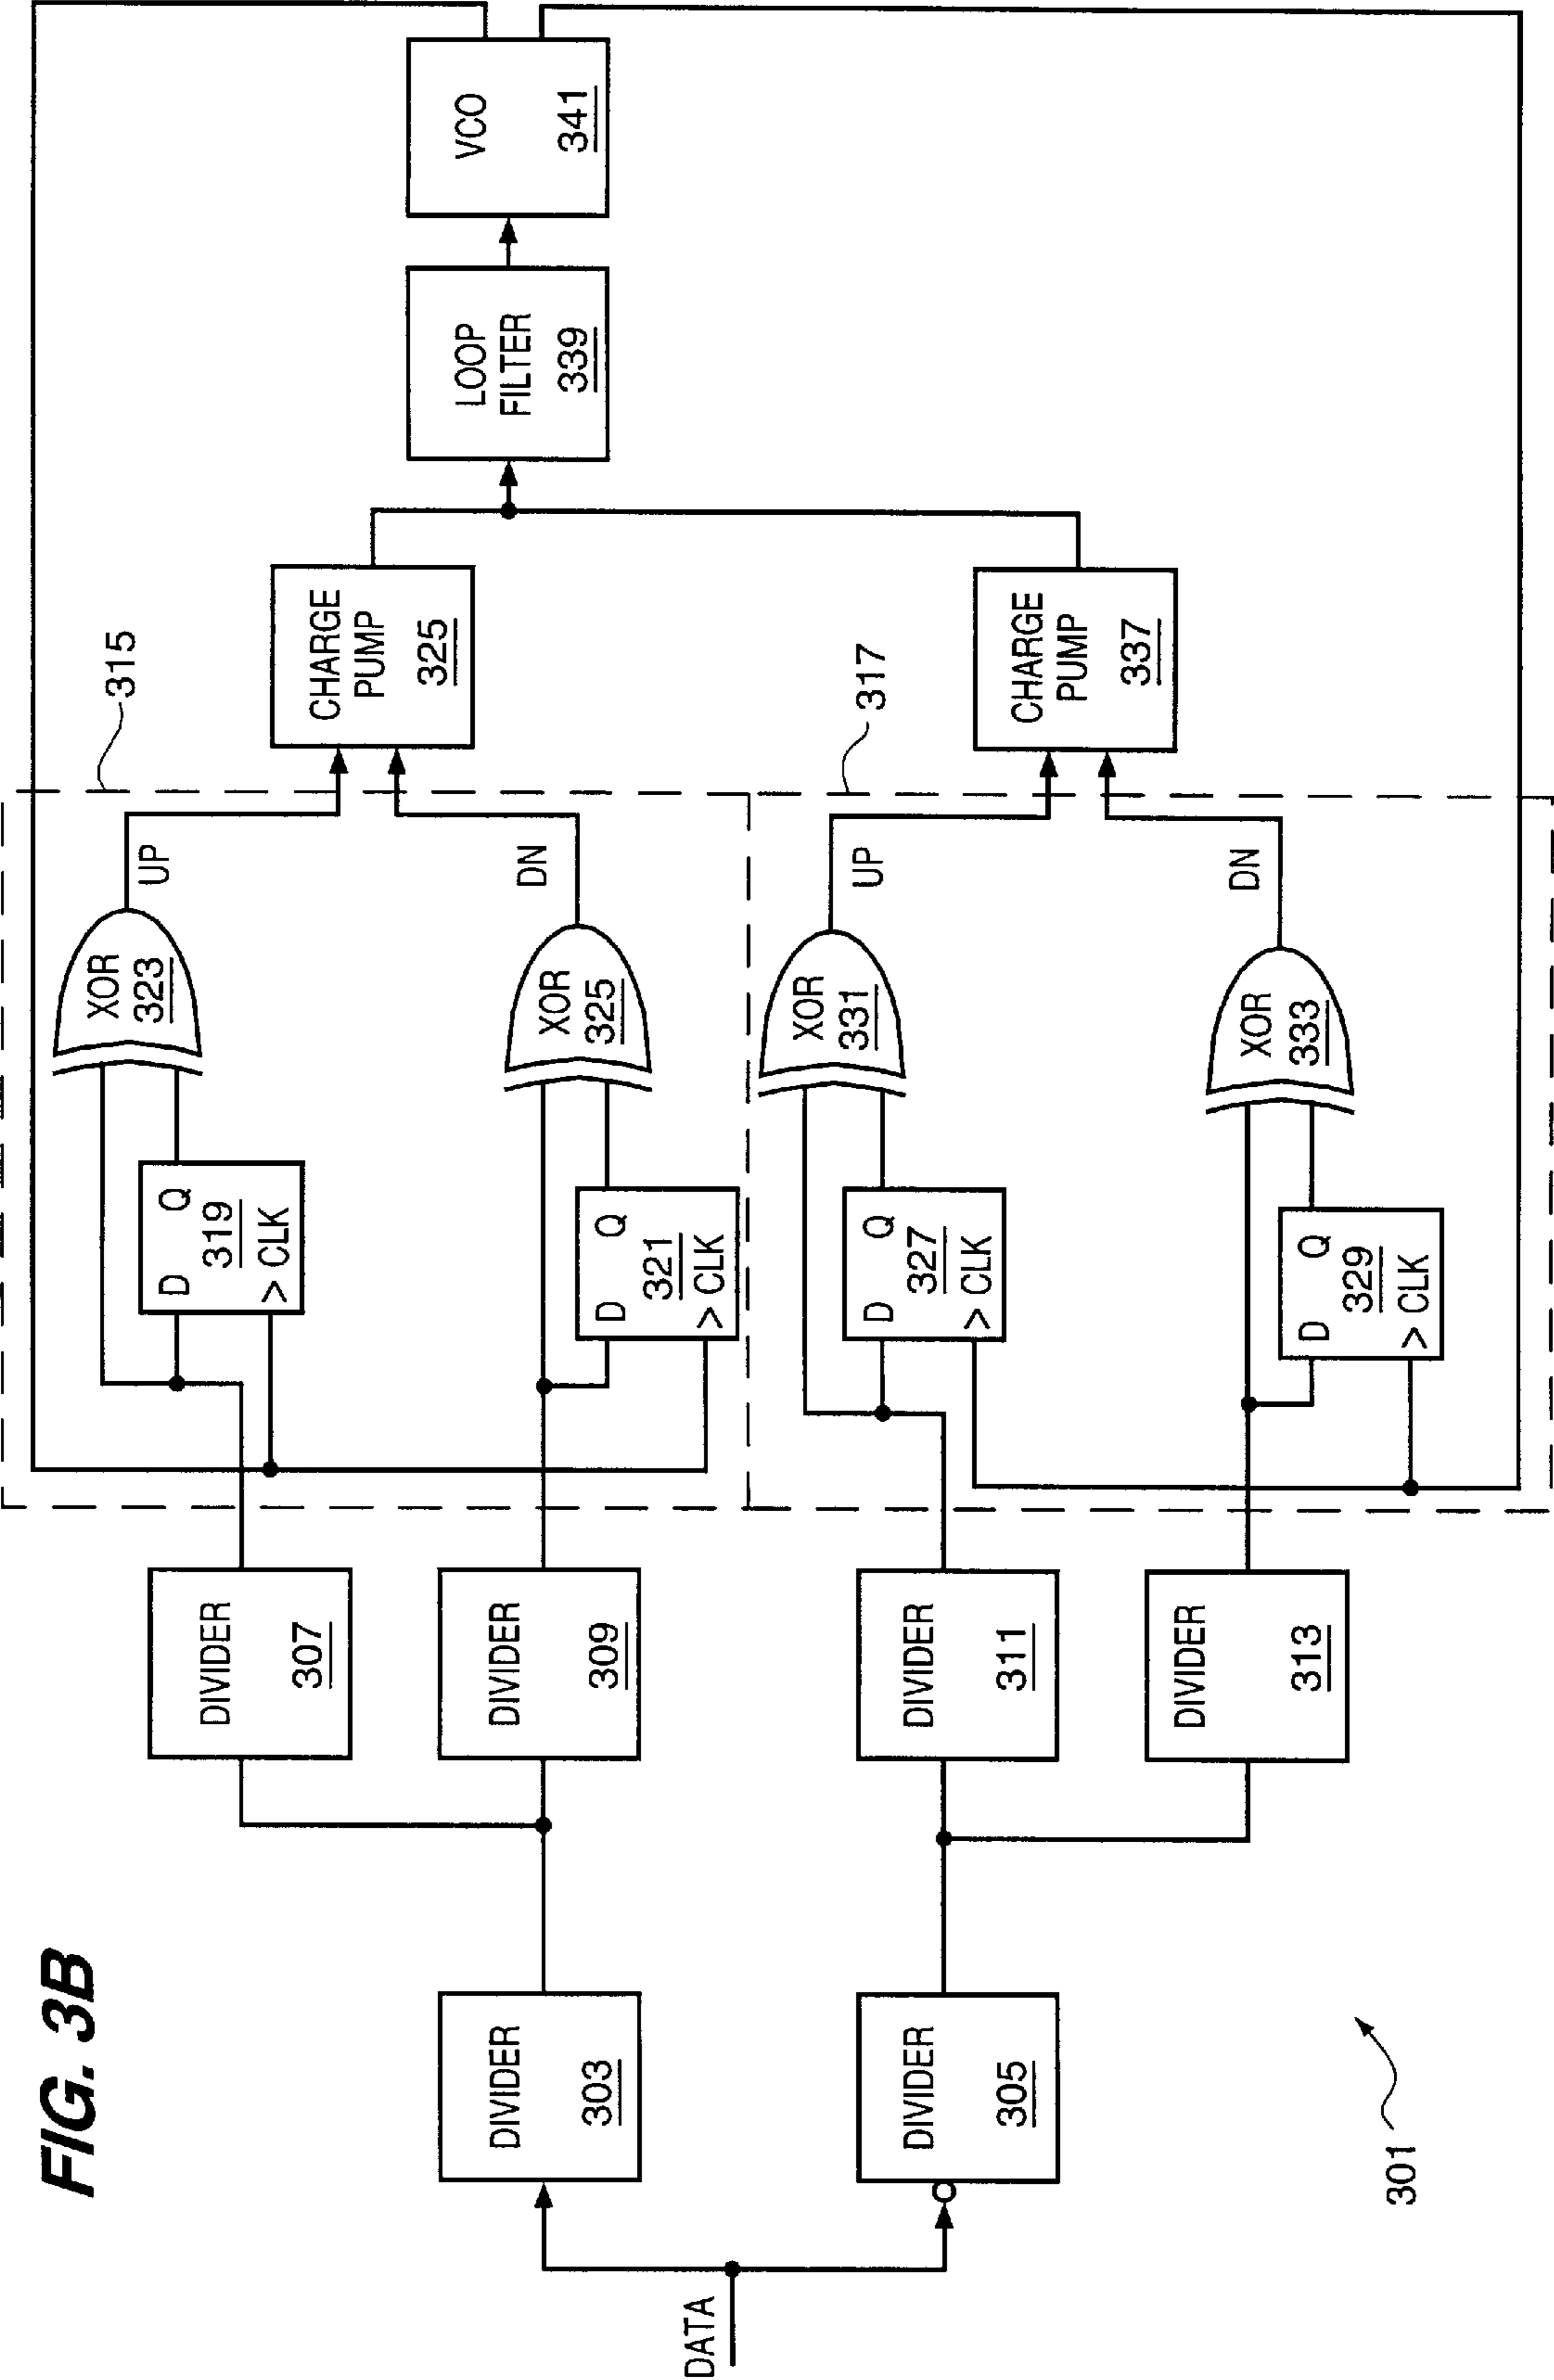 FIG. 3B
DATA
DIVIDER
303
DIVIDER
305
301
DIVIDER
307
DIVIDER
309
DIVIDER
311
DIVIDER
313
315
D Q
319
> CLK
XOR
323
UP
D Q
321
> CLK
XOR
325
DN
317
D Q
327
> CLK
XOR
331
UP
D Q
329
> CLK
XOR
333
DN
CHARGE
PUMP
325
CHARGE
PUMP
337
LOOP
FILTER
339
VCO
341